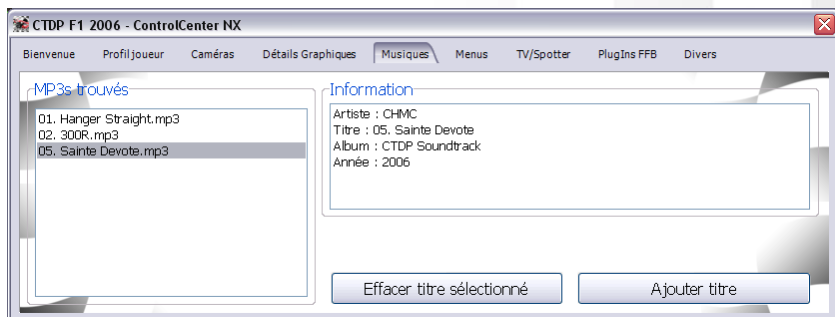 CTDP F1 2006 - ControlCenter NX
Bienvenue Profil joueur Caméras Détails Graphiques Musiques Menus TV/Spotter PlugIns FFB Divers
MP3s trouvés
01. Hanger Straight.mp3
02. 300R.mp3
05. Sainte Devote.mp3
Information
Artiste : CHMC
Titre : 05. Sainte Devote
Album : CTDP Soundtrack
Année : 2006
Effacer titre sélectionné
Ajouter titre